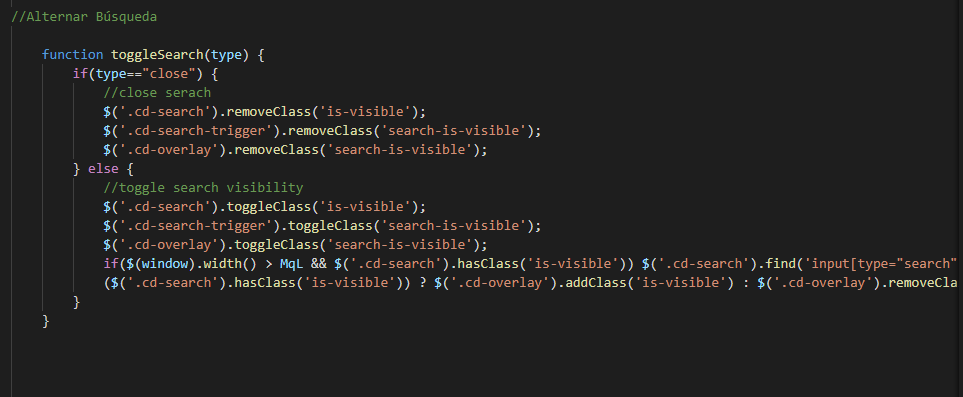 //Alternar Búsqueda
function toggleSearch(type) {
if(type=="close") {
//close serach
$('.cd-search').removeClass('is-visible');
$('.cd-search-trigger').removeClass('search-is-visible');
$('.cd-overlay').removeClass('search-is-visible');
} else {
//toggle search visibility
$('.cd-search').toggleClass('is-visible');
$('.cd-search-trigger').toggleClass('search-is-visible');
$('.cd-overlay').toggleClass('search-is-visible');
if($(window).width() > MqL && $('.cd-search').hasClass('is-visible')) $('.cd-search').find('input[type="search"
($('.cd-search').hasClass('is-visible')) ? $('.cd-overlay').addClass('is-visible') : $('.cd-overlay').removeCla
}
}